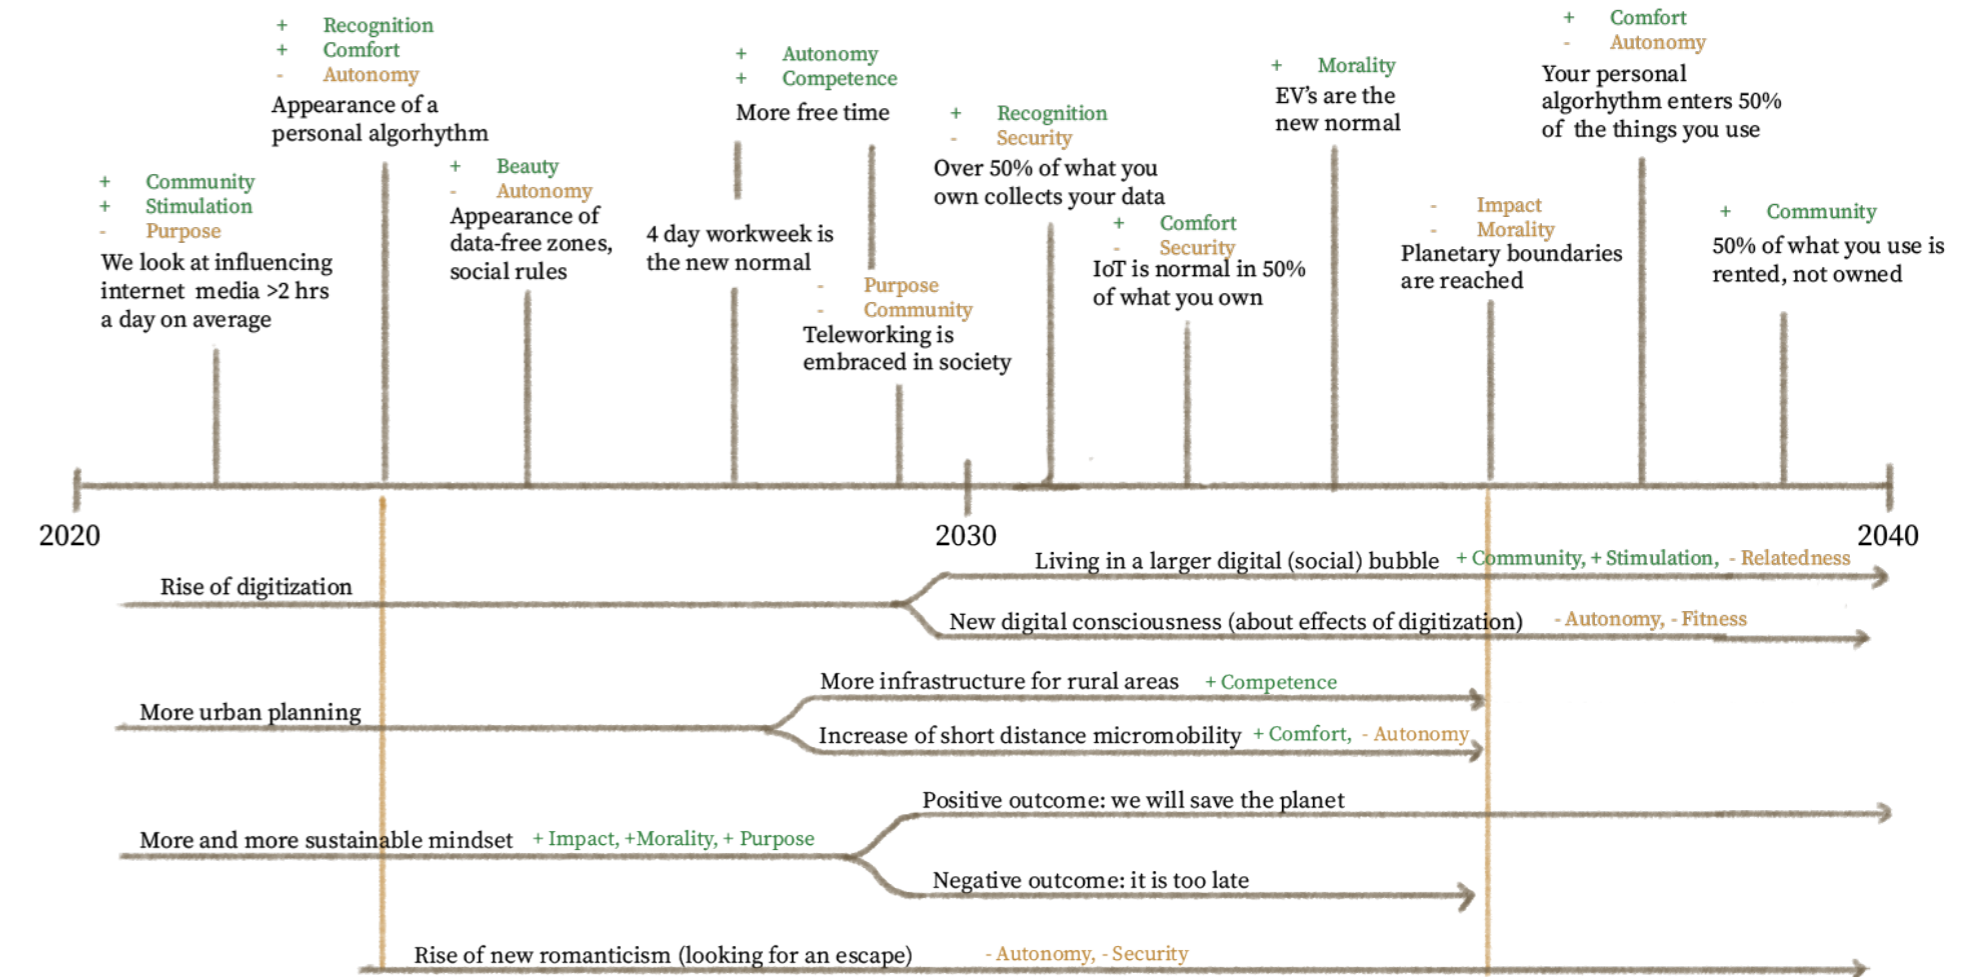 + Recognition
+ Comfort
- Autonomy
Appearance of a
personal algorhythm
+ Community
+ Stimulation
- Purpose
We look at influencing
internet media >2 hrs
a day on average
+ Beauty
- Autonomy
Appearance of
data-free zones,
social rules
+ Autonomy
+ Competence
More free time
4 day workweek is
the new normal
- Purpose
- Community
Teleworking is
embraced in society
+ Recognition
- Security
Over 50% of what you
own collects your data
+ Comfort
- Security
IoT is normal in 50%
of what you own
+ Morality
EV's are the
new normal
- Impact
- Morality
Planetary boundaries
are reached
+ Comfort
- Autonomy
Your personal
algorhythm enters 50%
of the things you use
+ Community
50% of what you use is
rented, not owned
2020
2030
2040
Rise of digitization
Living in a larger digital (social) bubble + Community, + Stimulation, - Relatedness
New digital consciousness (about effects of digitization) - Autonomy, - Fitness
More urban planning
More infrastructure for rural areas + Competence
Increase of short distance micromobility + Comfort, - Autonomy
More and more sustainable mindset + Impact, +Morality, + Purpose
Positive outcome: we will save the planet
Negative outcome: it is too late
Rise of new romanticism (looking for an escape) - Autonomy, - Security